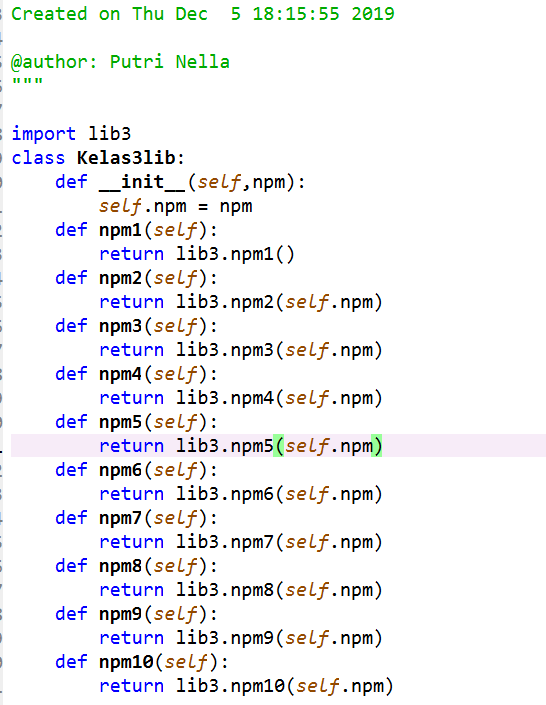 Created on Thu Dec  5 18:15:55 2019
@author: Putri Nella
"""
import lib3
class Kelas3lib:
    def __init__(self,npm):
        self.npm = npm
    def npm1(self):
        return lib3.npm1()
    def npm2(self):
        return lib3.npm2(self.npm)
    def npm3(self):
        return lib3.npm3(self.npm)
    def npm4(self):
        return lib3.npm4(self.npm)
    def npm5(self):
        return lib3.npm5(self.npm)
    def npm6(self):
        return lib3.npm6(self.npm)
    def npm7(self):
        return lib3.npm7(self.npm)
    def npm8(self):
        return lib3.npm8(self.npm)
    def npm9(self):
        return lib3.npm9(self.npm)
    def npm10(self):
        return lib3.npm10(self.npm)